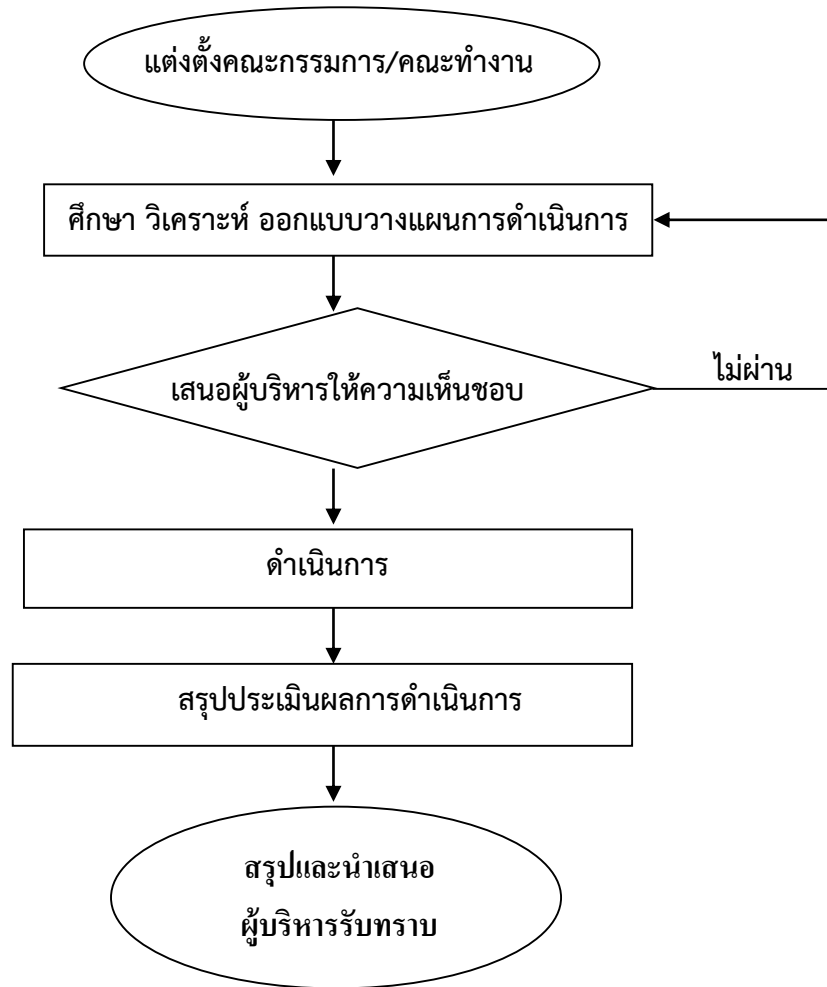 แต่งตั้งคณะกรรมการ/คณะทำงาน
ศึกษา วิเคราะห์ ออกแบบวางแผนการดำเนินการ
เสนอผู้บริหารให้ความเห็นชอบ
ไม่ผ่าน
ดำเนินการ
สรุปประเมินผลการดำเนินการ
สรุปและนำเสนอ
ผู้บริหารรับทราบ